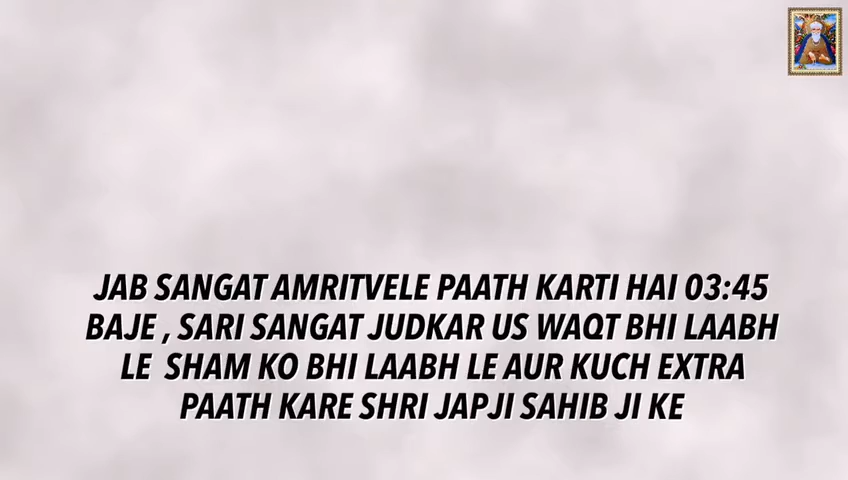 JAB SANGAT AMRITVELE PAATH KARTI HAI 03:45
BAJE , SARI SANGAT JUDKAR US WAQT BHI LAABH
LE SHAM KO BHI LAABH LE AUR KUCH EXTRA
PAATH KARE SHRI JAPJI SAHIB JI KE